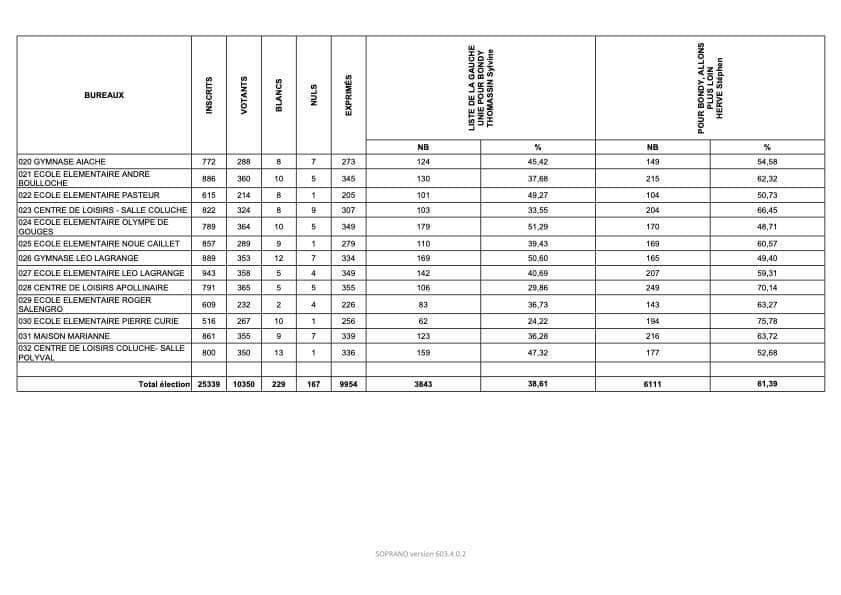 BUREAUX INSCRITS VOTANTS BLANCS NULS EXPRIMÉS
LISTE DE LA GAUCHE
UNIE POUR BONDY
THOMASSIN Sylvine
POUR BONDY, ALLONS
PLUS LOIN
HERVE Stéphen
NB % NB %
020 GYMNASE AIACHE 772 288 8 7 273 124 45,42 149 54,58
021 ECOLE ELEMENTAIRE ANDRE
BOULLOCHE 886 360 10 5 345 130 37,68 215 62,32
022 ECOLE ELEMENTAIRE PASTEUR 615 214 8 1 205 101 49,27 104 50,73
023 CENTRE DE LOISIRS - SALLE COLUCHE 822 324 8 9 307 103 33,55 204 66,45
024 ECOLE ELEMENTAIRE OLYMPE DE
GOUGES 789 364 10 5 349 179 51,29 170 48,71
025 ECOLE ELEMENTAIRE NOUE CAILLET 857 289 9 1 279 110 39,43 169 60,57
026 GYMNASE LEO LAGRANGE 889 353 12 7 334 169 50,60 165 49,40
027 ECOLE ELEMENTAIRE LEO LAGRANGE 943 358 5 4 349 142 40,69 207 59,31
028 CENTRE DE LOISIRS APOLLINAIRE 791 365 5 5 355 106 29,86 249 70,14
029 ECOLE ELEMENTAIRE ROGER
SALENGRO 609 232 2 4 226 83 36,73 143 63,27
030 ECOLE ELEMENTAIRE PIERRE CURIE 516 267 10 1 256 62 24,22 194 75,78
031 MAISON MARIANNE 861 355 9 7 339 123 36,28 216 63,72
032 CENTRE DE LOISIRS COLUCHE- SALLE
POLYVAL 800 350 13 1 336 159 47,32 177 52,68
Total élection 25339 10350 229 167 9954 3843 38,61 6111 61,39
SOPRANO version 603.4.0.2